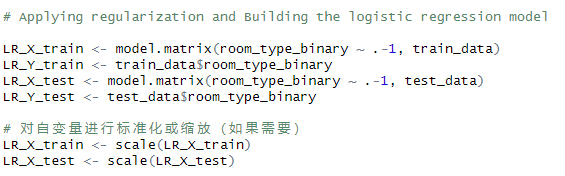 # Applying regularization and Building the logistic regression model
LR_X_train <- model.matrix(room_type_binary ~ .-1, train_data)
LR_Y_train <- train_data$room_type_binary
LR_X_test <- model.matrix(room_type_binary ~ .-1, test_data)
LR_Y_test <- test_data$room_type_binary
# 对自变量进行标准化或缩放（如果需要）
LR_X_train <- scale(LR_X_train)
LR_X_test <- scale(LR_X_test)